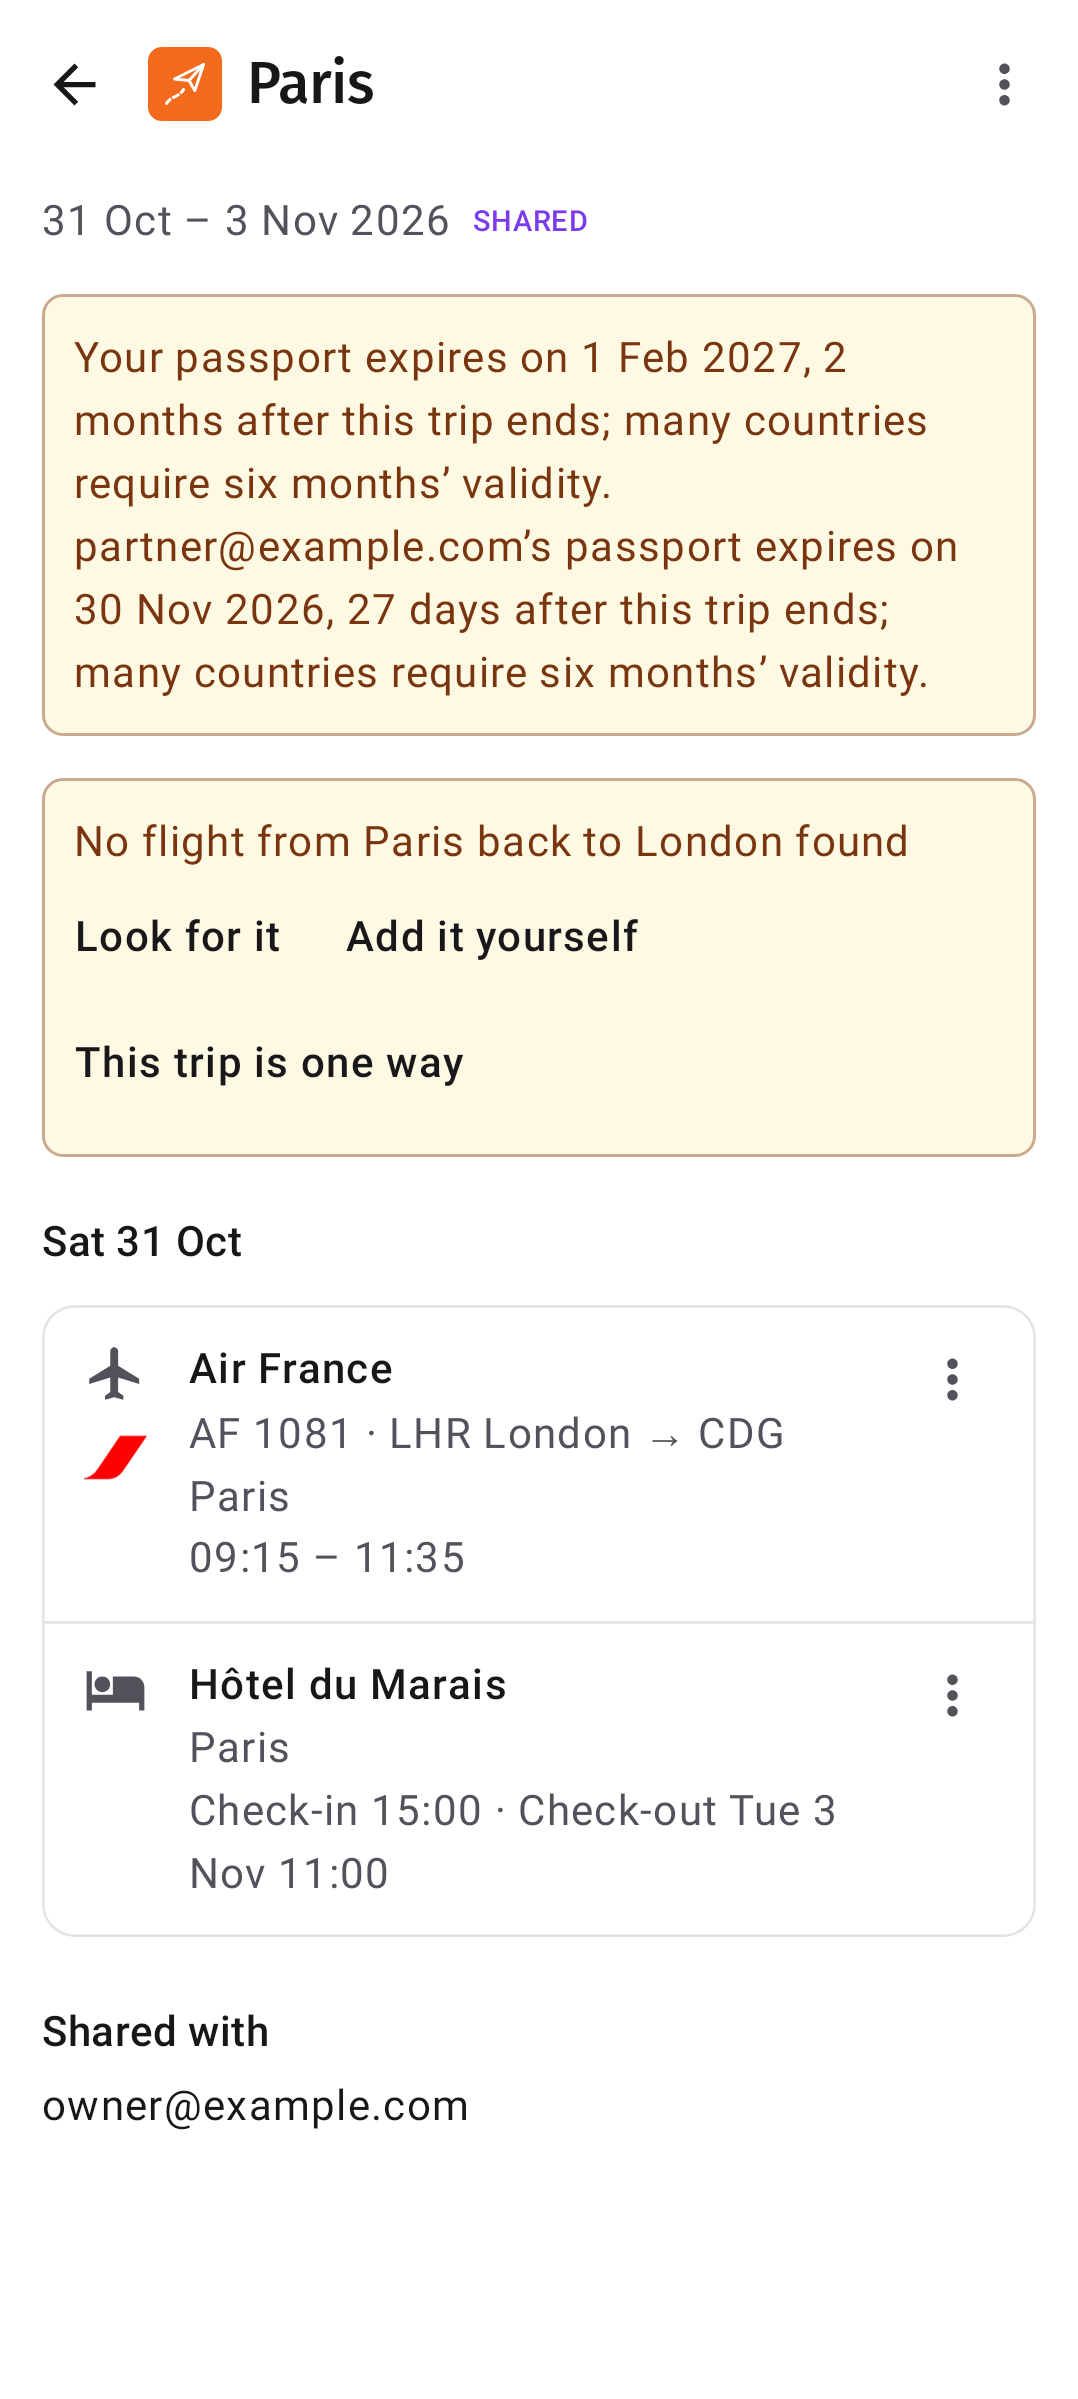 Paris
31 Oct – 3 Nov 2026 SHARED
Your passport expires on 1 Feb 2027, 2
months after this trip ends; many countries
require six months’ validity.
partner@example.com’s passport expires on
30 Nov 2026, 27 days after this trip ends;
many countries require six months’ validity.
No flight from Paris back to London found
Look for it Add it yourself
This trip is one way
Sat 31 Oct
Air France
AF 1081 · LHR London → CDG
Paris
09:15 – 11:35
Hôtel du Marais
Paris
Check-in 15:00 · Check-out Tue 3
Nov 11:00
Shared with
owner@example.com